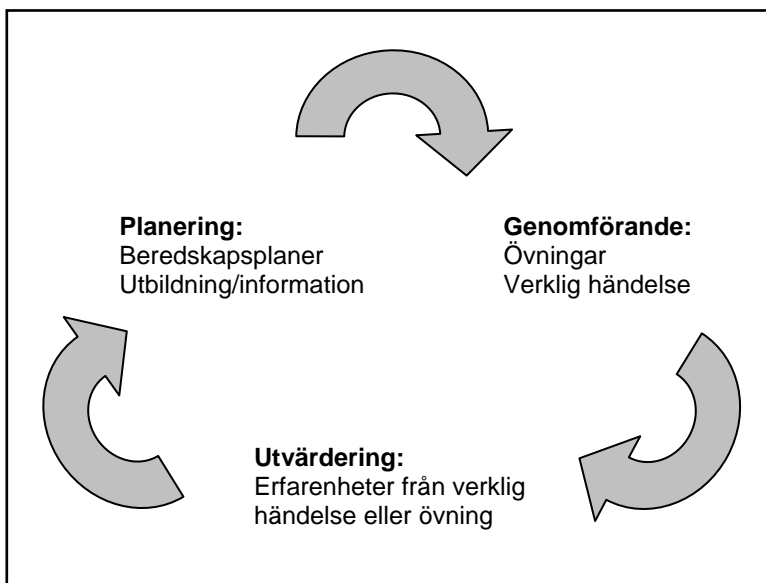 Planering:
Beredskapsplaner
Utbildning/information
Genomförande:
Övningar
Verklig händelse
Utvärdering:
Erfarenheter från verklig
händelse eller övning